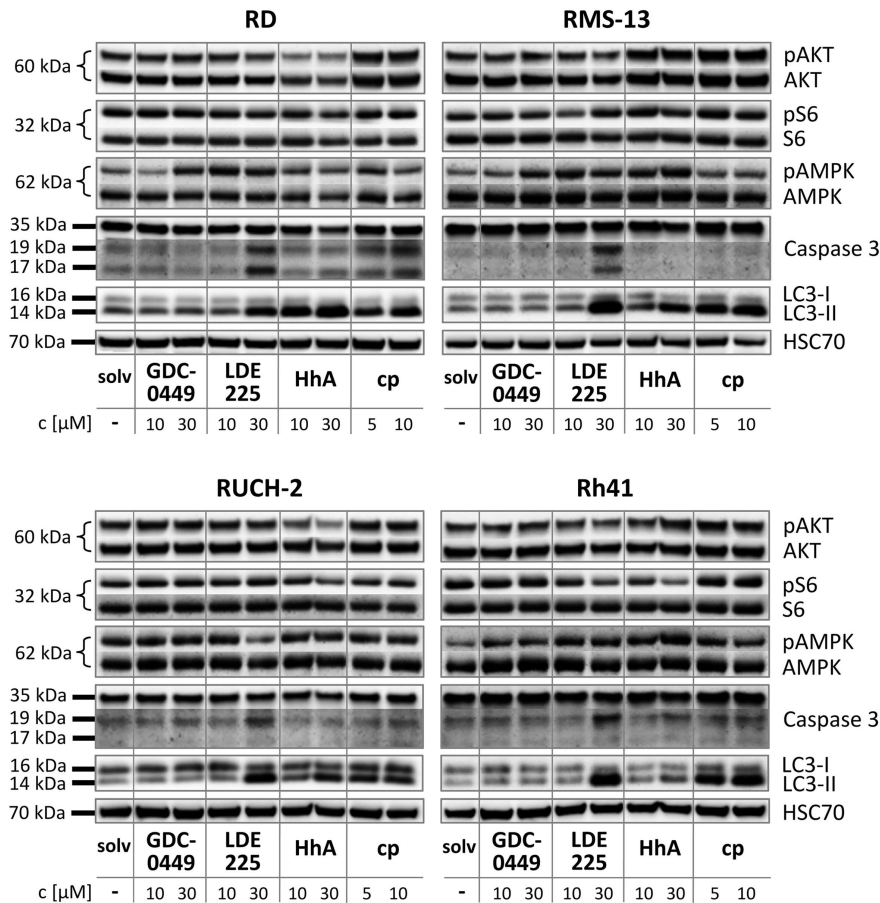 RD RMS-13
60 kDa pAKT
AKT
32 kDa pS6
S6
62 kDa pAMPK
AMPK
35 kDa
19 kDa Caspase 3
17 kDa
16 kDa LC3-I
14 kDa LC3-II
70 kDa HSC70
solv GDC-0449 LDE 225 HhA cp solv GDC-0449 LDE 225 HhA cp
c [µM] - 10 30 10 30 10 30 5 10 - 10 30 10 30 10 30 5 10
RUCH-2 Rh41
60 kDa pAKT
AKT
32 kDa pS6
S6
62 kDa pAMPK
AMPK
35 kDa
19 kDa Caspase 3
17 kDa
16 kDa LC3-I
14 kDa LC3-II
70 kDa HSC70
solv GDC-0449 LDE 225 HhA cp solv GDC-0449 LDE 225 HhA cp
c [µM] - 10 30 10 30 10 30 5 10 - 10 30 10 30 10 30 5 10